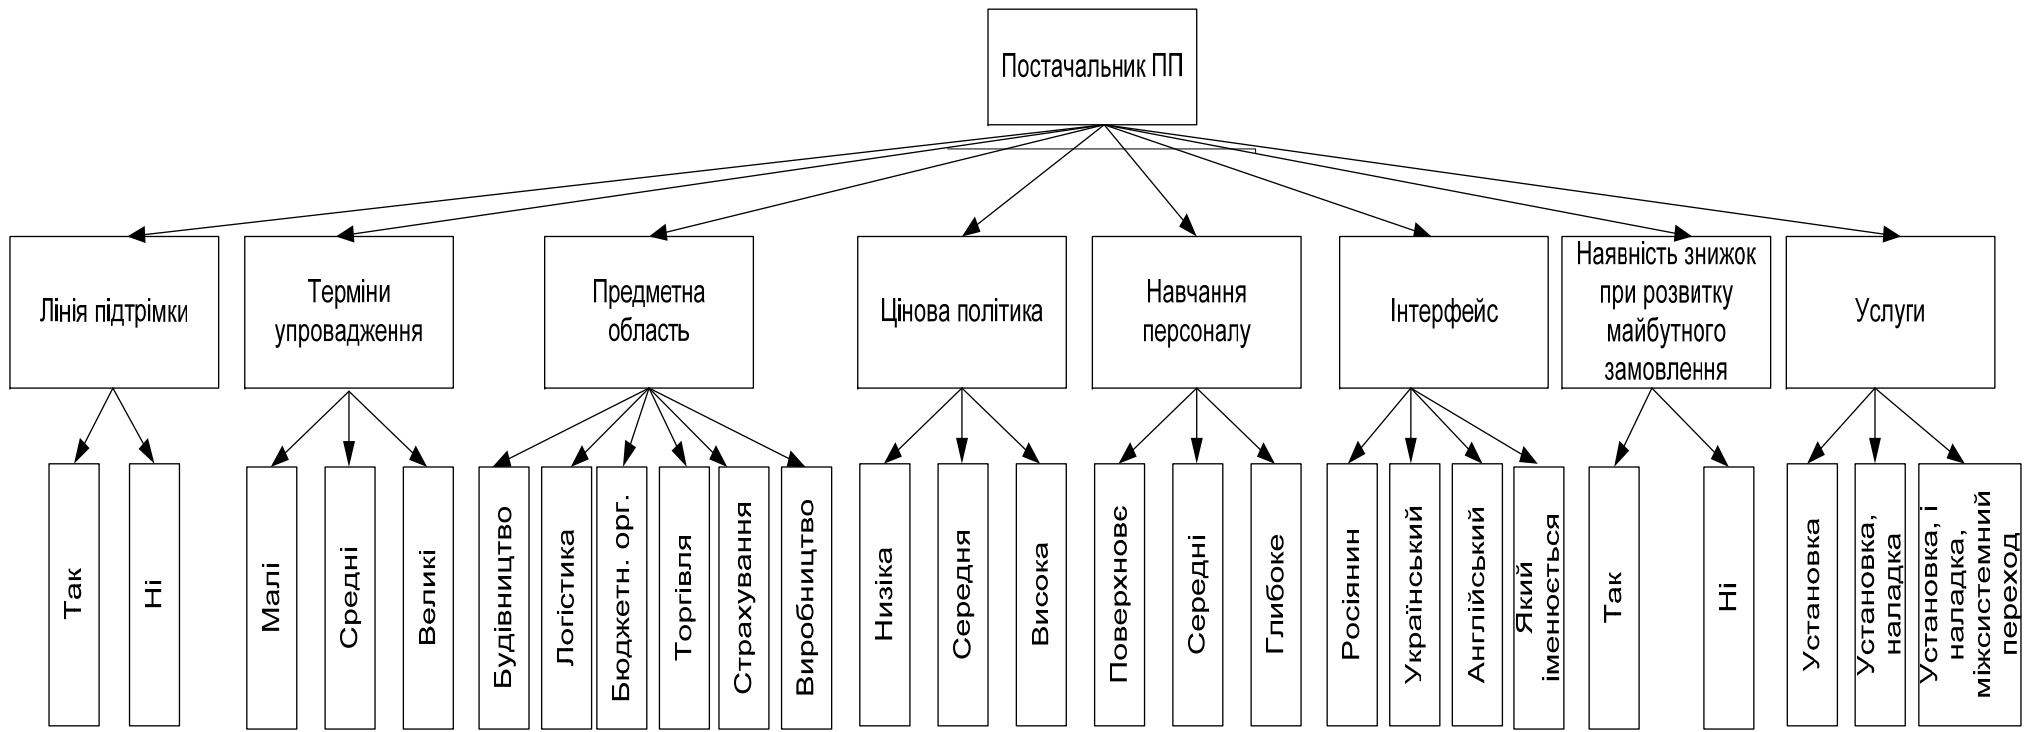 Постачальник ПП
Лінія підтрімки
Терміни
упровадження
Предметна
область
Цінова політика
Навчання
персоналу
Інтерфейс
Наявність знижок
при розвитку
майбутного
замовлення
Услуги
Так
Ні
Малі
Средні
Великі
Будівництво
Логістика
Бюджетн. орг.
Торгівля
Страхування
Виробництво
Низіка
Середня
Висока
Поверхновє
Середні
Глибоке
Росіянин
Український
Англійський
Який
іменюється
Так
Ні
Установка
Установка,
наладка
Установка, і
наладка,
міжсистемний
переход